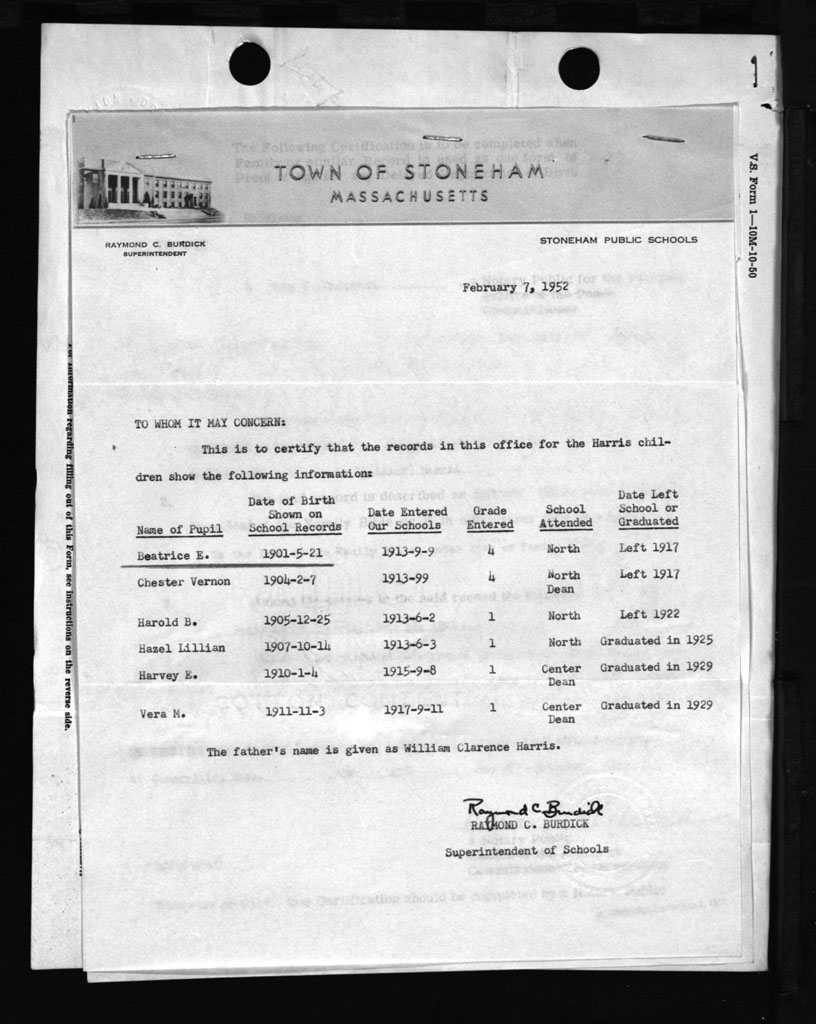 TOWN OF STONEHAM
MASSACHUSETTS
RAYMOND C. BURDICK
SUPERINTENDENT
STONEHAM PUBLIC SCHOOLS
February 7, 1952
TO WHOM IT MAY CONCERN:
This is to certify that the records in this office for the Harris chil-
dren show the following information:
Name of Pupil Date of Birth Shown on School Records Date Entered Our Schools Grade Entered School Attended Date Left School or Graduated
Beatrice E. 1901-5-21 1913-9-9 4 North Left 1917
Chester Vernon 1904-2-7 1913-99 4 North Dean Left 1917
Harold B. 1905-12-25 1913-6-2 1 North Left 1922
Hazel Lillian 1907-10-14 1913-6-3 1 North Graduated in 1925
Harvey E. 1910-1-4 1915-9-8 1 Center Dean Graduated in 1929
Vera M. 1911-11-3 1917-9-11 1 Center Dean Graduated in 1929
The father's name is given as William Clarence Harris.
Raymond C. Burdick
RAYMOND C. BURDICK
Superintendent of Schools
V.S. Form 1—10M-10-50
information regarding filling out of this Form, see instructions on the reverse side.